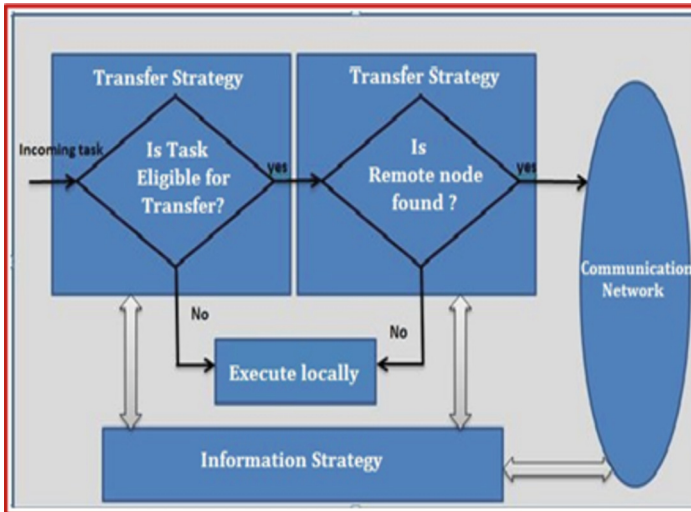 Transfer Strategy
Transfer Strategy
Incoming task
Is Task
Eligible for
Transfer?
yes
Is
Remote node
found ?
yes
Communication
Network
No
No
Execute locally
Information Strategy